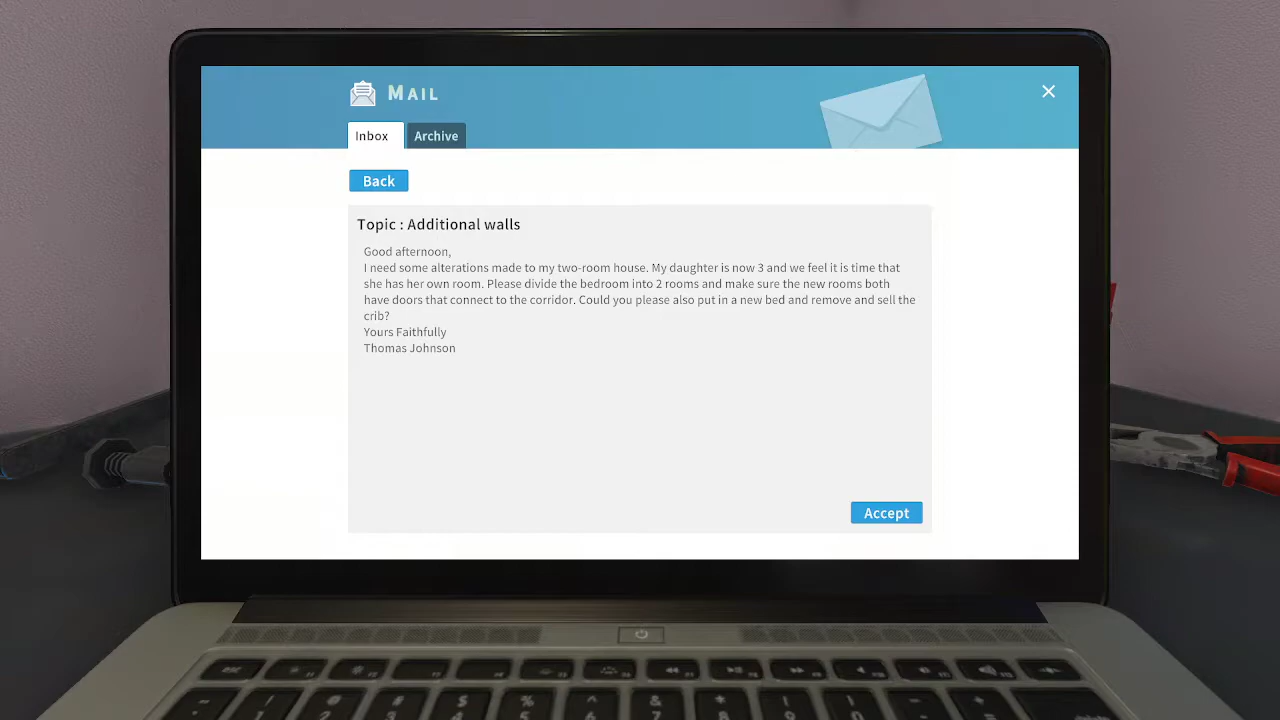 MAIL
Inbox
Archive
Back
Topic : Additional walls
Good afternoon,
I need some alterations made to my two-room house. My daughter is now 3 and we feel it is time that
she has her own room. Please divide the bedroom into 2 rooms and make sure the new rooms both
have doors that connect to the corridor. Could you please also put in a new bed and remove and sell the
crib?
Yours Faithfully
Thomas Johnson
Accept